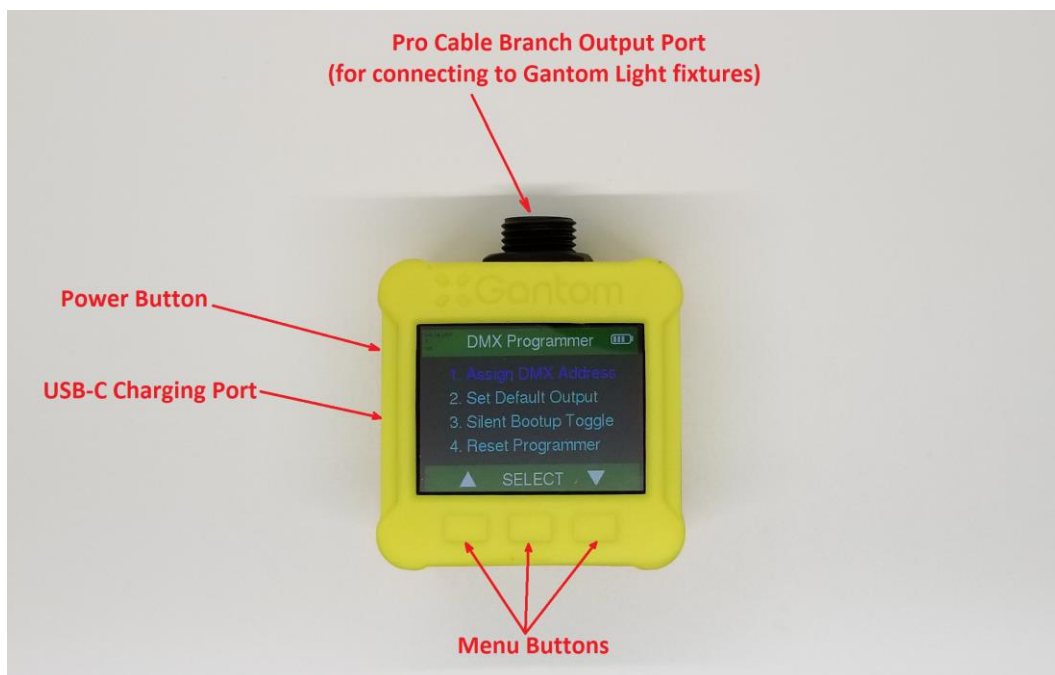 Pro Cable Branch Output Port
(for connecting to Gantom Light fixtures)
Gantom
Power Button
USB-C Charging Port
DMX Programmer
1. Assign DMX Address
2. Set Default Output
3. Silent Bootup Toggle
4. Reset Programmer
SELECT
Menu Buttons